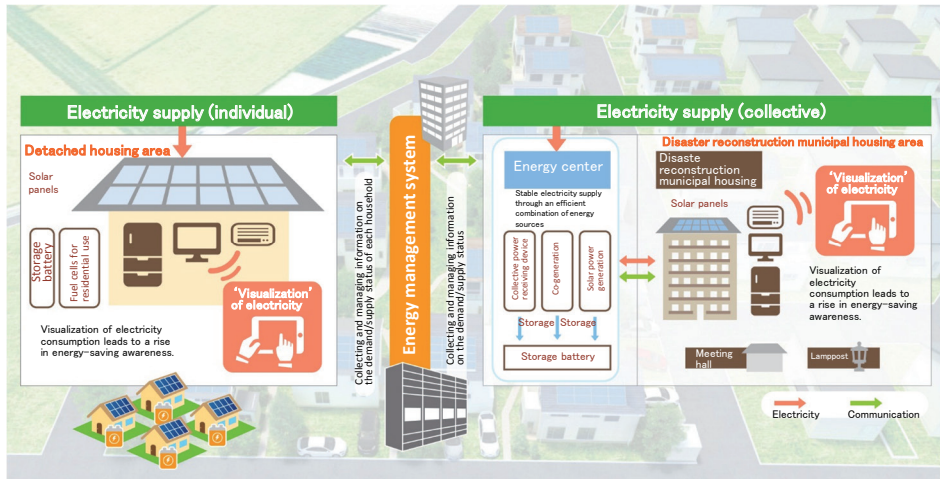 Electricity supply (individual)
Detached housing area
Solar
panels
Storage
battery
Fuel cells for
residential use
'Visualization'
of electricity
Visualization of electricity
consumption leads to a rise
in energy-saving awareness.
Collecting and managing information on
the demand/supply status of each household
Energy management system
Collecting and managing information
on the demand/supply status
Electricity supply (collective)
Energy center
Stable electricity supply
through an efficient
combination of energy
sources
Collective power
receiving device
Co-generation
Solar power
generation
Storage
Storage
Storage battery
Disaster reconstruction municipal housing area
Disaste
reconstruction
municipal housing
Solar panels
'Visualization'
of electricity
Visualization of
electricity
consumption leads to
a rise in energy-saving
awareness.
Meeting
hall
Lamppost
Electricity
Communication